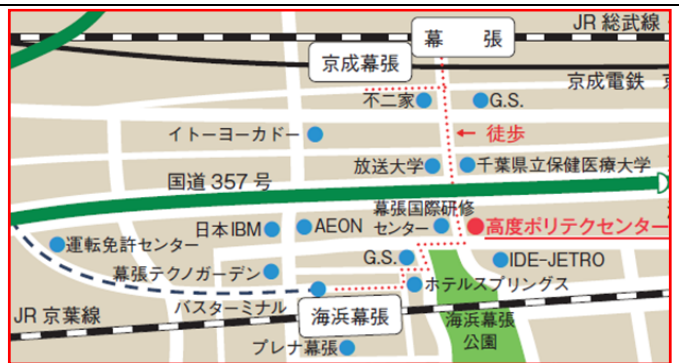 JR 総武線
幕 張
京成幕張
京成電鉄
不二家
G.S.
イトーヨーカドー
← 徒歩
放送大学
千葉県立保健医療大学
国道 357 号
幕張国際研修
センター
日本IBM
AEON
高度ポリテクセンター
運転免許センター
G.S.
IDE-JETRO
幕張テクノガーデン
ホテルスプリングス
バスターミナル
JR 京葉線
海浜幕張
海浜幕張
公園
プレナ幕張